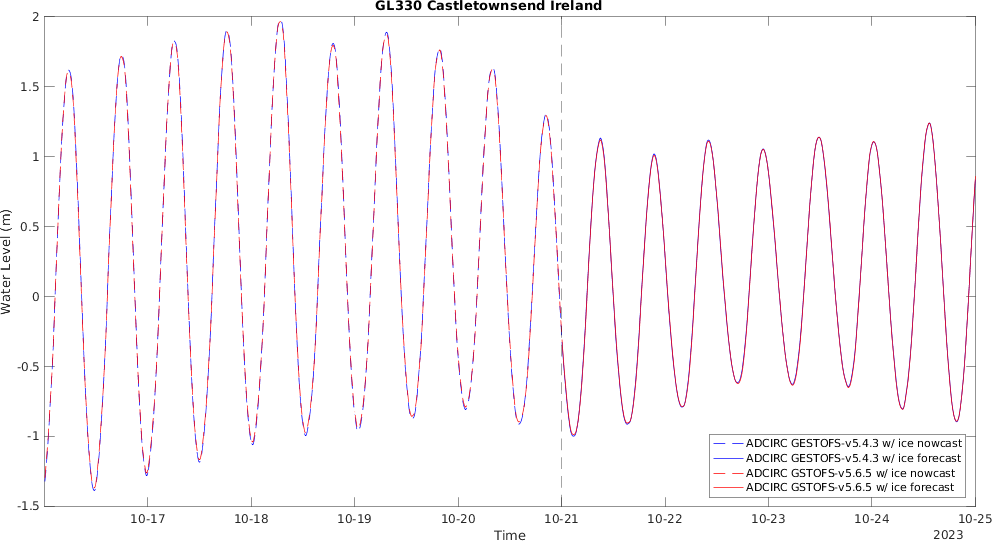 GL330 Castletownsend Ireland
2
1.5
1
0.5
0
-0.5
-1
-1.5
Water Level (m)
10-17 10-18 10-19 10-20 10-21 10-22 10-23 10-24 10-25
Time
2023
ADCIRC GESTOFS-v5.4.3 w/ ice nowcast
ADCIRC GESTOFS-v5.4.3 w/ ice forecast
ADCIRC GSTOFS-v5.6.5 w/ ice nowcast
ADCIRC GSTOFS-v5.6.5 w/ ice forecast